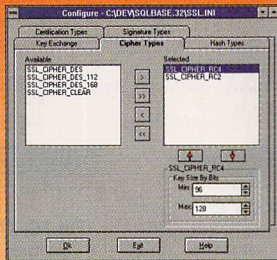 Configure - C:\DEV\SQLBASE.32\SSL.INI
Certification Types
Signature Types
Key Exchange
Cipher Types
Hash Types
Available
SSL_CIPHER_DES
SSL_CIPHER_DES_112
SSL_CIPHER_DES_168
SSL_CIPHER_CLEAR
>
>>
<
<<
Selected
SSL_CIPHER_RC4
SSL_CIPHER_RC2
SSL_CIPHER_RC4
Key Size By Bits
Min: 96
Max: 128
Ok
Exit
Help